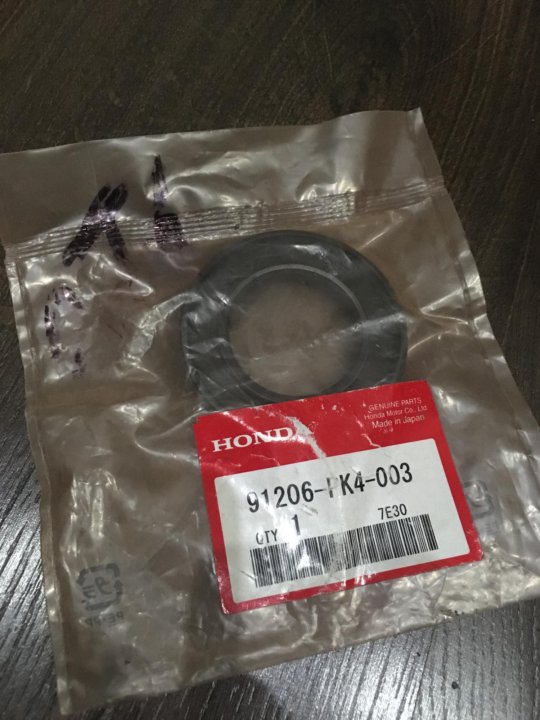 GENUINE PARTS
Honda Motor Co., Ltd
Made in Japan
HONDA
91206-PK4-003
QTY 1 7E30